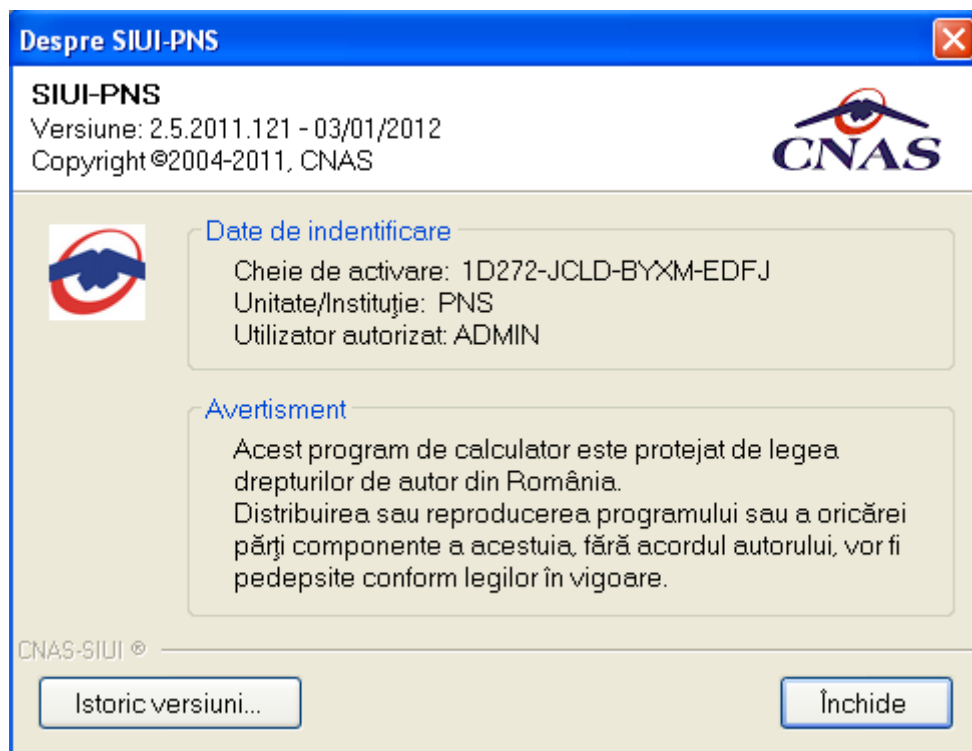 Despre SIUI-PNS
SIUI-PNS
Versiune: 2.5.2011.121 - 03/01/2012
Copyright ©2004-2011, CNAS
CNAS
Date de indentificare
Cheie de activare: 1D272-JCLD-BYXM-EDFJ
Unitate/Instituţie: PNS
Utilizator autorizat: ADMIN
Avertisment
Acest program de calculator este protejat de legea
drepturilor de autor din România.
Distribuirea sau reproducerea programului sau a oricărei
părţi componente a acestuia, fără acordul autorului, vor fi
pedepsite conform legilor în vigoare.
CNAS-SIUI ®
Istoric versiuni...
Închide